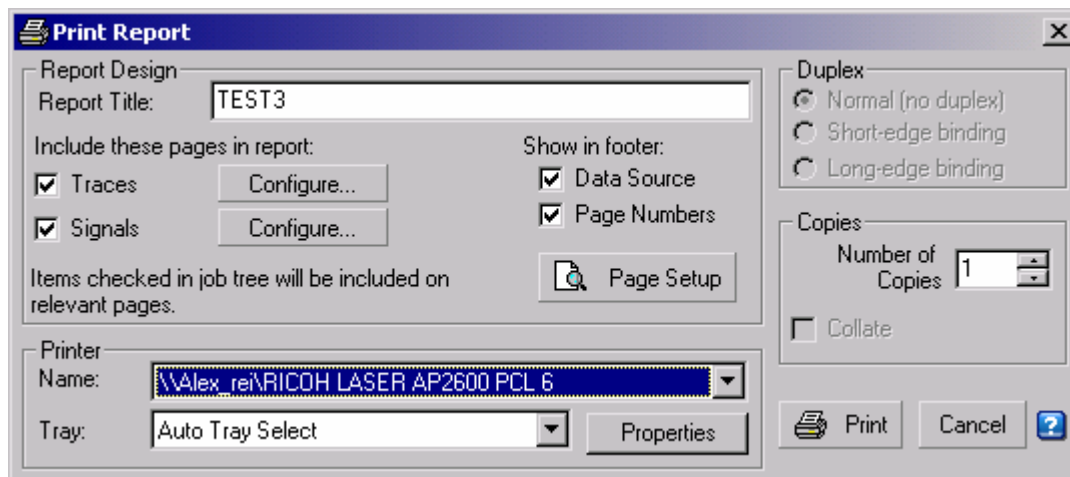 Print Report
Report Design
Report Title: TEST3
Include these pages in report:
Traces Configure...
Signals Configure...
Items checked in job tree will be included on
relevant pages.
Show in footer:
Data Source
Page Numbers
Page Setup
Printer
Name: \\Alex_rei\RICOH LASER AP2600 PCL 6
Tray: Auto Tray Select Properties
Duplex
Normal (no duplex)
Short-edge binding
Long-edge binding
Copies
Number of
Copies 1
Collate
Print Cancel ?